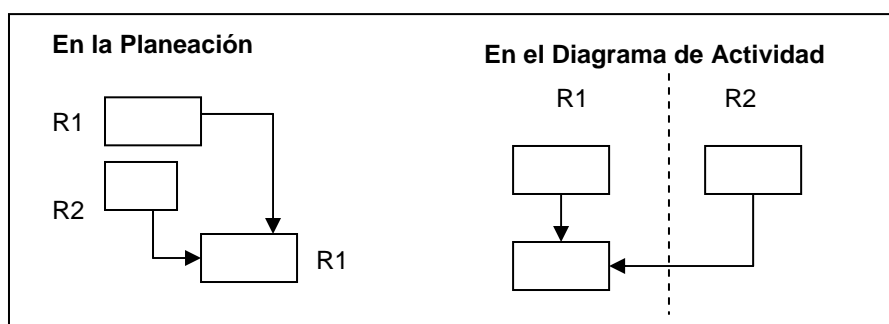 En la Planeación
R1
R2
R1
En el Diagrama de Actividad
R1 R2